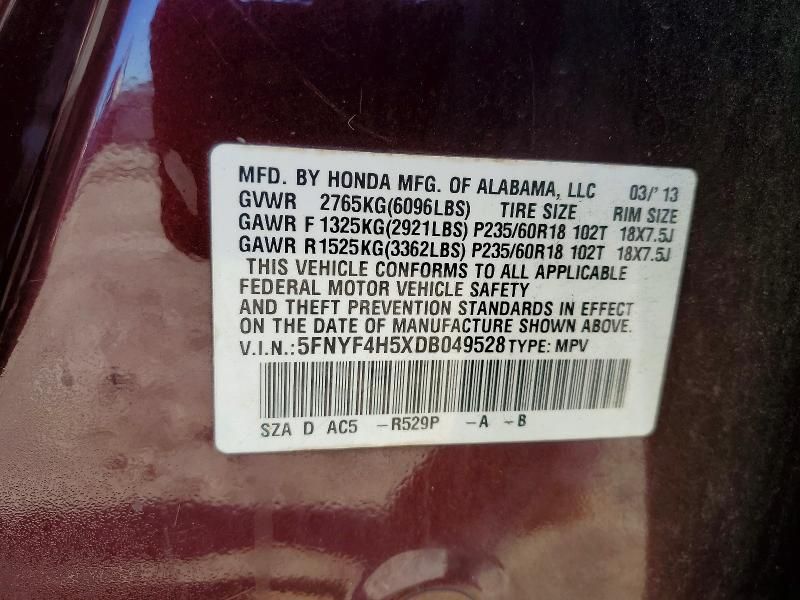 MFD. BY HONDA MFG. OF ALABAMA, LLC 03/'13
GVWR 2765KG(6096LBS) TIRE SIZE RIM SIZE
GAWR F 1325KG(2921LBS) P235/60R18 102T 18X7.5J
GAWR R1525KG(3362LBS) P235/60R18 102T 18X7.5J
THIS VEHICLE CONFORMS TO ALL APPLICABLE
FEDERAL MOTOR VEHICLE SAFETY
AND THEFT PREVENTION STANDARDS IN EFFECT
ON THE DATE OF MANUFACTURE SHOWN ABOVE.
V.I.N.:5FNYF4H5XDB049528 TYPE: MPV
SZA D AC5 -R529P -A -B